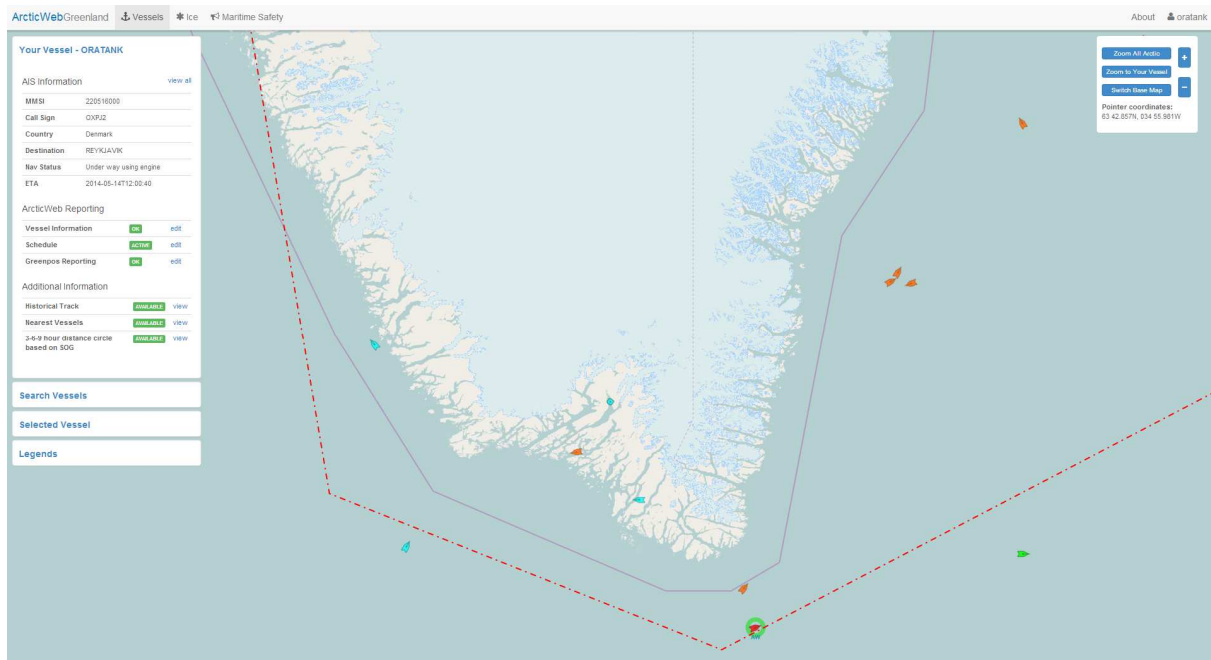 ArcticWebGreenland Vessels Ice Maritime Safety About oratank
Your Vessel - ORATANK
AIS Information view all
MMSI 220516000
Call Sign OXPJ2
Country Denmark
Destination REYKJAVIK
Nav Status Under way using engine
ETA 2014-05-14T12:00:40
ArcticWeb Reporting
Vessel Information OK edit
Schedule ACTIVE edit
Greenpos Reporting OK edit
Additional Information
Historical Track AVAILABLE view
Nearest Vessels AVAILABLE view
3-6-9 hour distance circle AVAILABLE view
based on SOG
Search Vessels
Selected Vessel
Legends
Zoom All Arctic +
Zoom to Your Vessel
Switch Base Map −
Pointer coordinates:
63 42.857N, 034 55.981W